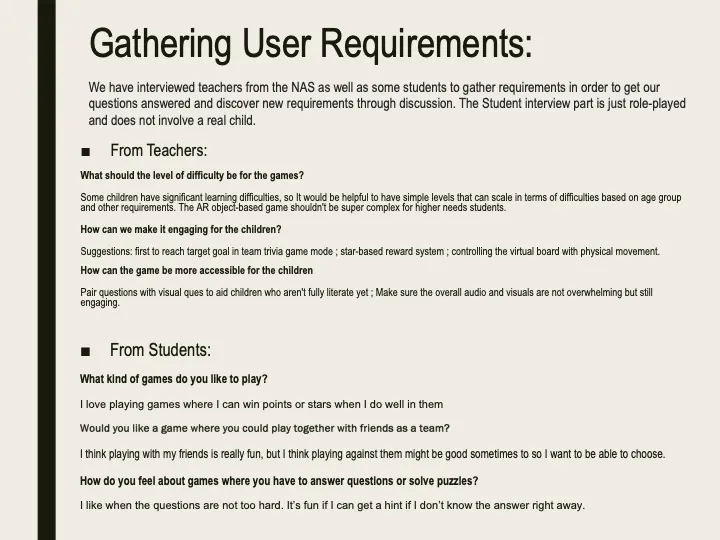 Gathering User Requirements:
We have interviewed teachers from the NAS as well as some students to gather requirements in order to get our
questions answered and discover new requirements through discussion. The Student interview part is just role-played
and does not involve a real child.
■ From Teachers:
What should the level of difficulty be for the games?
Some children have significant learning difficulties, so It would be helpful to have simple levels that can scale in terms of difficulties based on age group
and other requirements. The AR object-based game shouldn't be super complex for higher needs students.
How can we make it engaging for the children?
Suggestions: first to reach target goal in team trivia game mode ; star-based reward system ; controlling the virtual board with physical movement.
How can the game be more accessible for the children
Pair questions with visual ques to aid children who aren't fully literate yet ; Make sure the overall audio and visuals are not overwhelming but still
engaging.
■ From Students:
What kind of games do you like to play?
I love playing games where I can win points or stars when I do well in them
Would you like a game where you could play together with friends as a team?
I think playing with my friends is really fun, but I think playing against them might be good sometimes to so I want to be able to choose.
How do you feel about games where you have to answer questions or solve puzzles?
I like when the questions are not too hard. It's fun if I can get a hint if I don't know the answer right away.